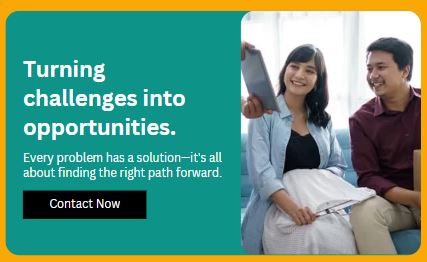 Turning
challenges into
opportunities.
Every problem has a solution—it's all
about finding the right path forward.
Contact Now